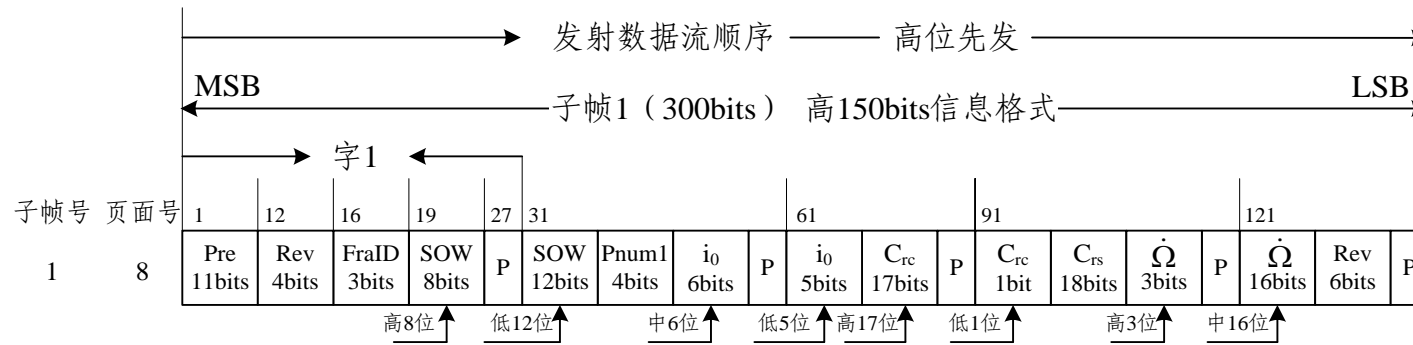 发射数据流顺序 高位先发
MSB LSB
子帧1（300bits） 高150bits信息格式
字1
子帧号 页面号 1 12 16 19 27 31 61 91 121
Pre Rev FraID SOW P SOW Pnum1 i₀ P i₀ Crc P Crc Crs Ω̇ P Ω̇ Rev P
1 8 11bits 4bits 3bits 8bits 12bits 4bits 6bits 5bits 17bits 1bit 18bits 3bits 16bits 6bits
高8位 低12位 中6位 低5位 高17位 低1位 高3位 中16位